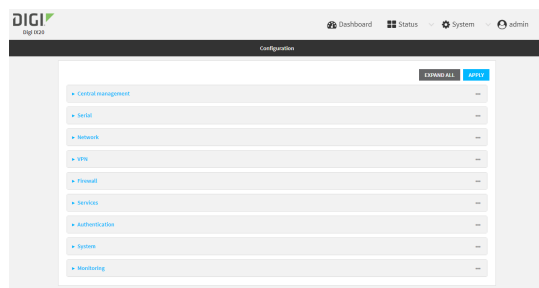 DIGI
Digi IX20
Dashboard
Status
System
admin
Configuration
EXPAND ALL
APPLY
Central management
Serial
Network
VPN
Firewall
Services
Authentication
System
Monitoring